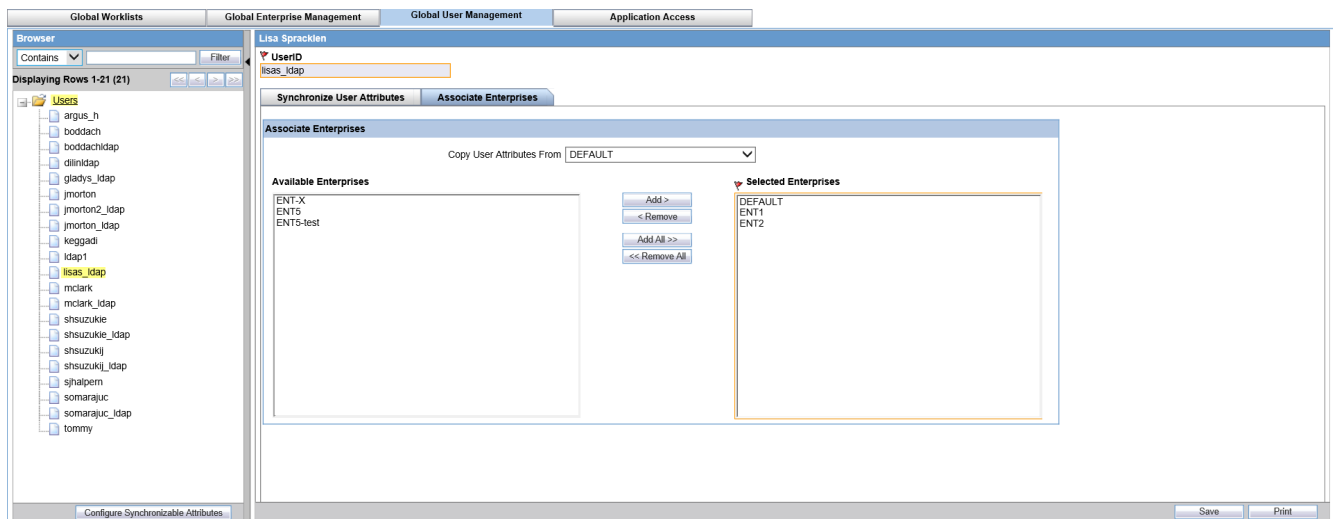 Global Worklists
Global Enterprise Management
Global User Management
Application Access
Browser
Contains
Filter
Displaying Rows 1-21 (21)
<< < > >>
Users
argus_h
boddach
boddachldap
dilinldap
gladys_ldap
jmorton
jmorton2_ldap
jmorton_ldap
keggadi
ldap1
lisas_ldap
mclark
mclark_ldap
shsuzukie
shsuzukie_ldap
shsuzukij
shsuzukij_ldap
sjhalpern
somarajuc
somarajuc_ldap
tommy
Configure Synchronizable Attributes
Lisa Spracklen
UserID
lisas_ldap
Synchronize User Attributes
Associate Enterprises
Associate Enterprises
Copy User Attributes From DEFAULT
Available Enterprises
ENT-X
ENT5
ENT5-test
Add >
< Remove
Add All >>
<< Remove All
Selected Enterprises
DEFAULT
ENT1
ENT2
Save
Print